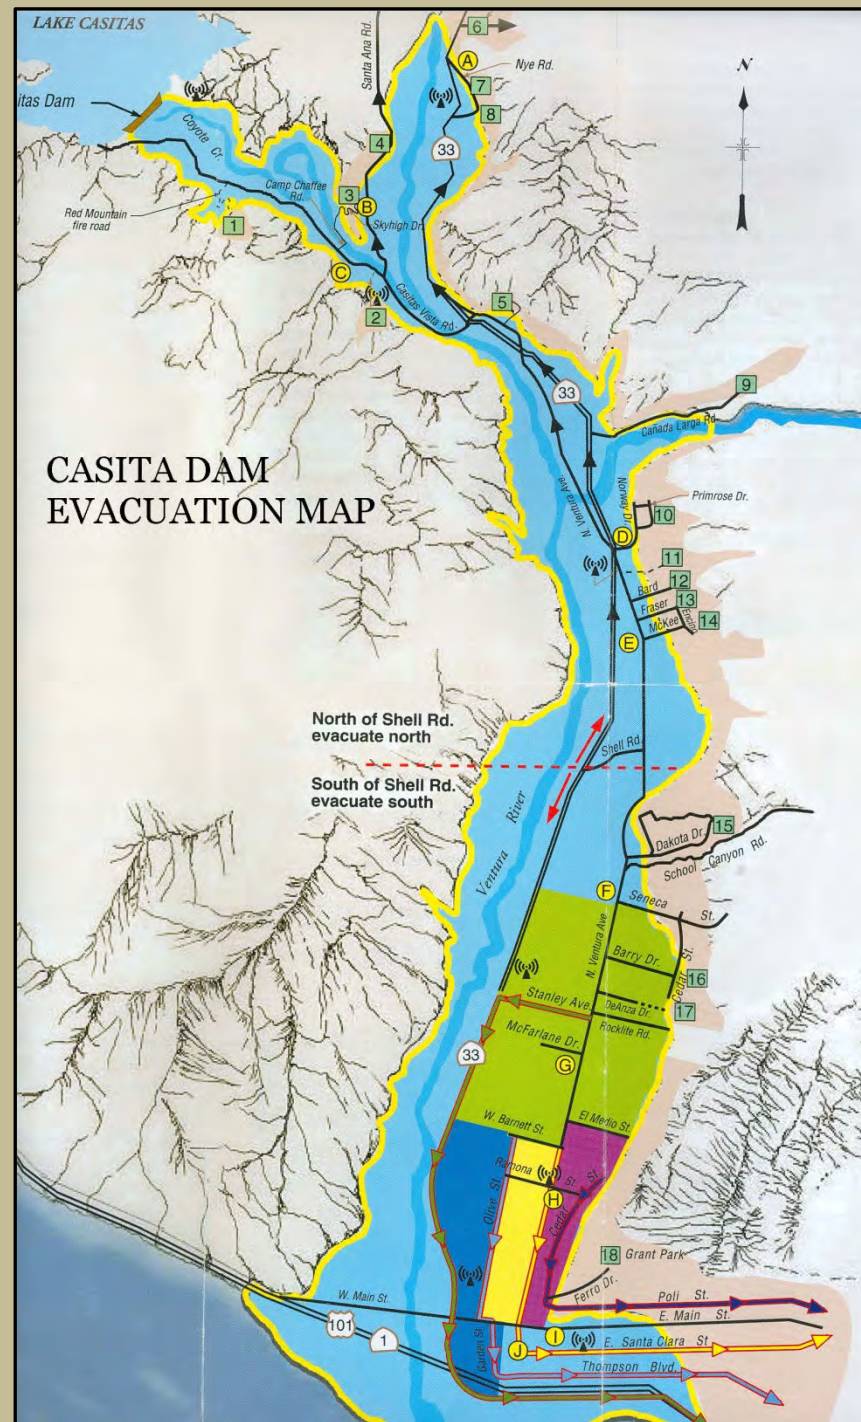 LAKE CASITAS
itas Dam
Coyote Cr.
Red Mountain
fire road
Camp Chaffee
Rd.
Santa Ana Rd.
Nye Rd.
Skyhigh Dr.
Casitas Vista Rd.
1
2
3
4
5
6
7
8
9
A
B
C
33
N
33
Cañada Larga Rd.
CASITA DAM
EVACUATION MAP
N. Ventura Ave.
Norway Dr.
Primrose Dr.
10
D
11
Bard
12
Fraser
13
McKee
Encino
14
E
North of Shell Rd.
evacuate north
Shell Rd.
South of Shell Rd.
evacuate south
Ventura River
Dakota Dr.
15
School Canyon Rd.
F
Seneca St.
N. Ventura Ave.
Barry Dr.
Cedar St.
16
Stanley Ave.
DeAnza Dr.
17
Rocklite Rd.
McFarlane Dr.
33
G
W. Barnett St.
El Medio St.
Ramona St.
Olive St.
H
Cedar St
18
Grant Park
Ferro Dr.
Poli St.
W. Main St.
E. Main St.
101
1
I
J
E. Santa Clara St
Garden St.
Thompson Blvd.